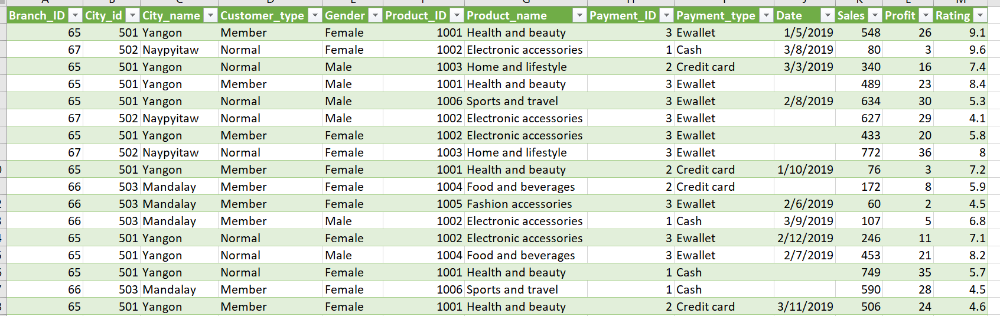 Branch_ID City_id City_name Customer_type Gender Product_ID Product_name Payment_ID Payment_type Date Sales Profit Rating
65 501 Yangon Member Female 1001 Health and beauty 3 Ewallet 1/5/2019 548 26 9.1
67 502 Naypyitaw Normal Female 1002 Electronic accessories 1 Cash 3/8/2019 80 3 9.6
65 501 Yangon Normal Male 1003 Home and lifestyle 2 Credit card 3/3/2019 340 16 7.4
65 501 Yangon Member Male 1001 Health and beauty 3 Ewallet 489 23 8.4
65 501 Yangon Normal Male 1006 Sports and travel 3 Ewallet 2/8/2019 634 30 5.3
67 502 Naypyitaw Normal Male 1002 Electronic accessories 3 Ewallet 627 29 4.1
65 501 Yangon Member Female 1002 Electronic accessories 3 Ewallet 433 20 5.8
67 502 Naypyitaw Normal Female 1003 Home and lifestyle 3 Ewallet 772 36 8
65 501 Yangon Member Female 1001 Health and beauty 2 Credit card 1/10/2019 76 3 7.2
66 503 Mandalay Member Female 1004 Food and beverages 2 Credit card 172 8 5.9
66 503 Mandalay Member Female 1005 Fashion accessories 3 Ewallet 2/6/2019 60 2 4.5
66 503 Mandalay Member Male 1002 Electronic accessories 1 Cash 3/9/2019 107 5 6.8
65 501 Yangon Normal Female 1002 Electronic accessories 3 Ewallet 2/12/2019 246 11 7.1
65 501 Yangon Normal Male 1004 Food and beverages 3 Ewallet 2/7/2019 453 21 8.2
65 501 Yangon Normal Female 1001 Health and beauty 1 Cash 749 35 5.7
66 503 Mandalay Member Female 1006 Sports and travel 1 Cash 590 28 4.5
65 501 Yangon Member Female 1001 Health and beauty 2 Credit card 3/11/2019 506 24 4.6